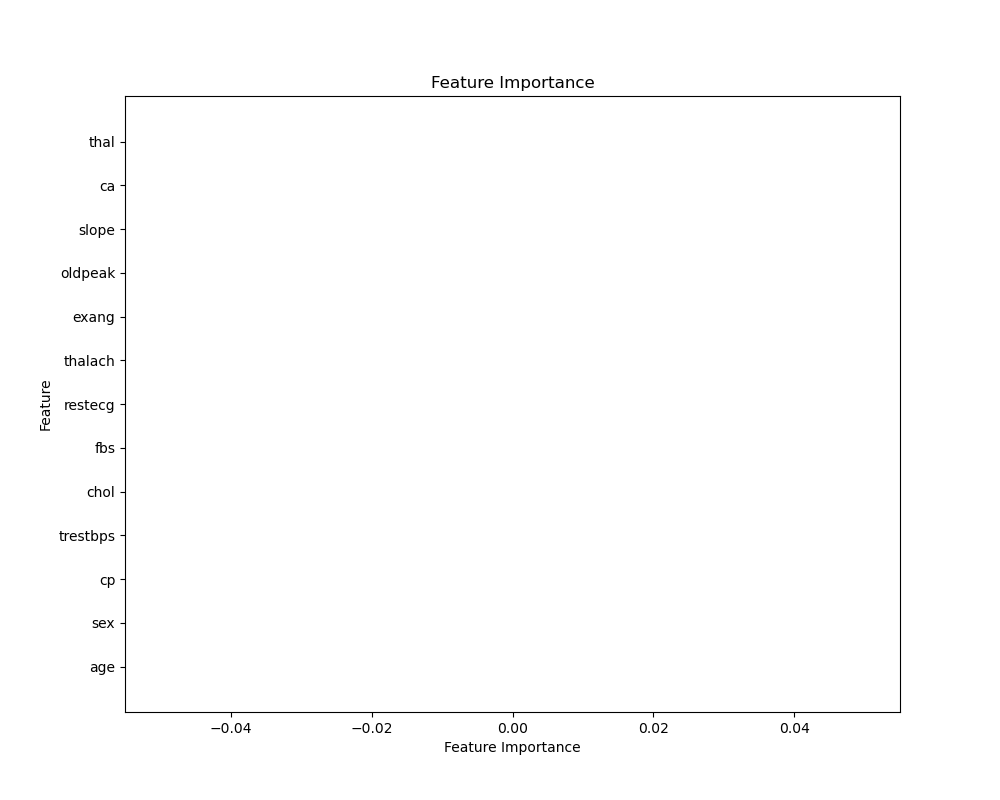 Feature Importance
thal
ca
slope
oldpeak
exang
thalach
restecg
fbs
chol
trestbps
cp
sex
age
Feature
−0.04
−0.02
0.00
0.02
0.04
Feature Importance